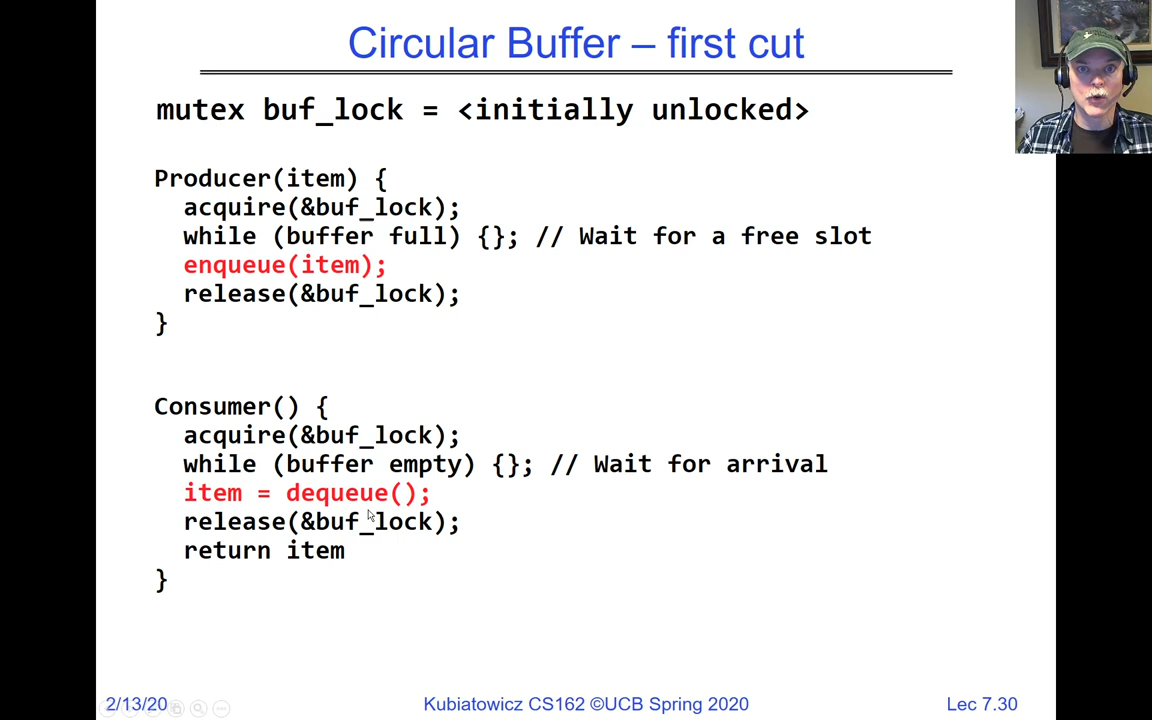 Circular Buffer – first cut
mutex buf_lock = <initially unlocked>
Producer(item) {
acquire(&buf_lock);
while (buffer full) {}; // Wait for a free slot
enqueue(item);
release(&buf_lock);
}
Consumer() {
acquire(&buf_lock);
while (buffer empty) {}; // Wait for arrival
item = dequeue();
release(&buf_lock);
return item
}
2/13/20
Kubiatowicz CS162 ©UCB Spring 2020
Lec 7.30